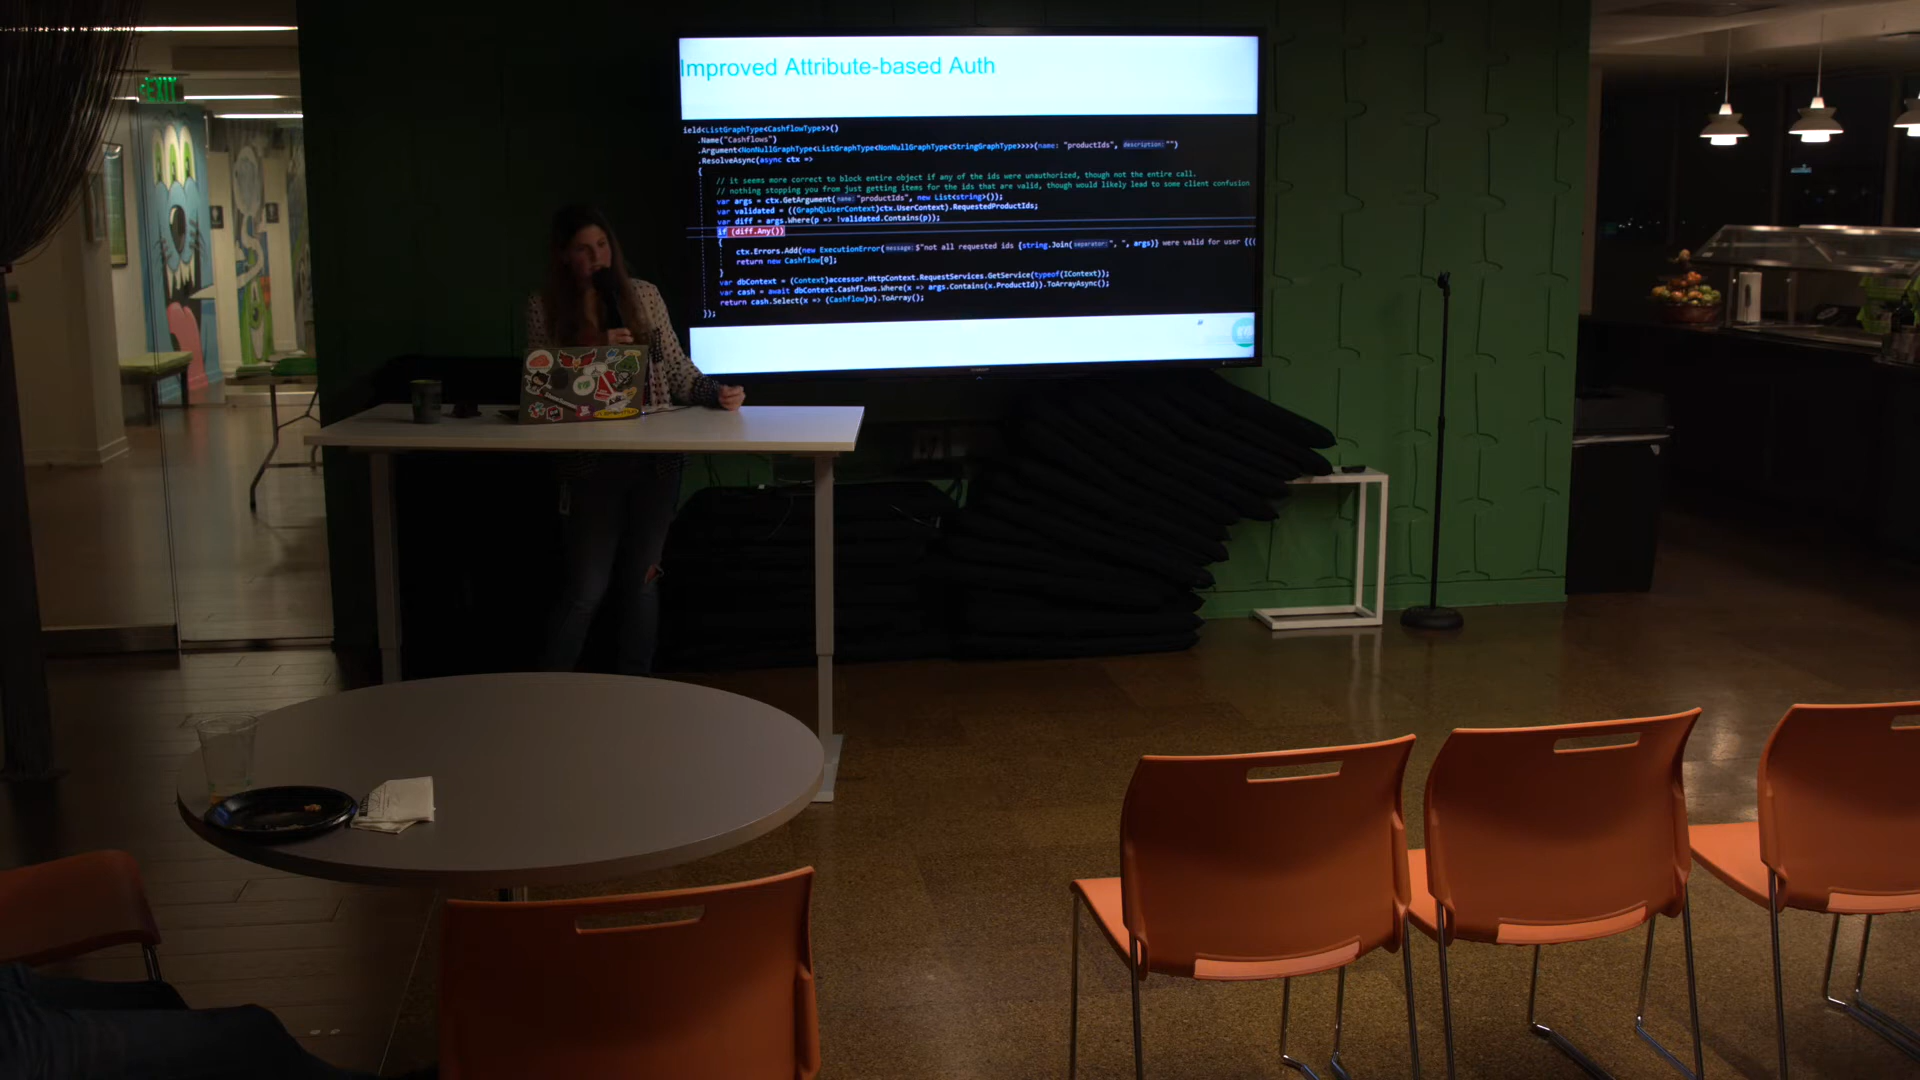 EXIT
Improved Attribute-based Auth
ield<ListGraphType<CashflowType>>()
.Name("Cashflows")
.Argument<NonNullGraphType<ListGraphType<NonNullGraphType<StringGraphType>>>>(name: "productIds", description: "")
.ResolveAsync(async ctx =>
{
// it seems more correct to block entire object if any of the ids were unauthorized, though not the entire call.
// nothing stopping you from just getting items for the ids that are valid, though would likely lead to some client confusion
var args = ctx.GetArgument(name: "productIds", new List<string>());
var validated = ((GraphQLUserContext)ctx.UserContext).RequestedProductIds;
var diff = args.Where(p => !validated.Contains(p));
if (diff.Any())
{
ctx.Errors.Add(new ExecutionError(message: $"not all requested ids {string.Join(separator: ", ", args)} were valid for user {((
return new Cashflow[0];
}
var dbContext = (Context)accessor.HttpContext.RequestServices.GetService(typeof(IContext));
var cash = await dbContext.Cashflows.Where(x => args.Contains(x.ProductId)).ToArrayAsync();
return cash.Select(x => (Cashflow)x).ToArray();
});